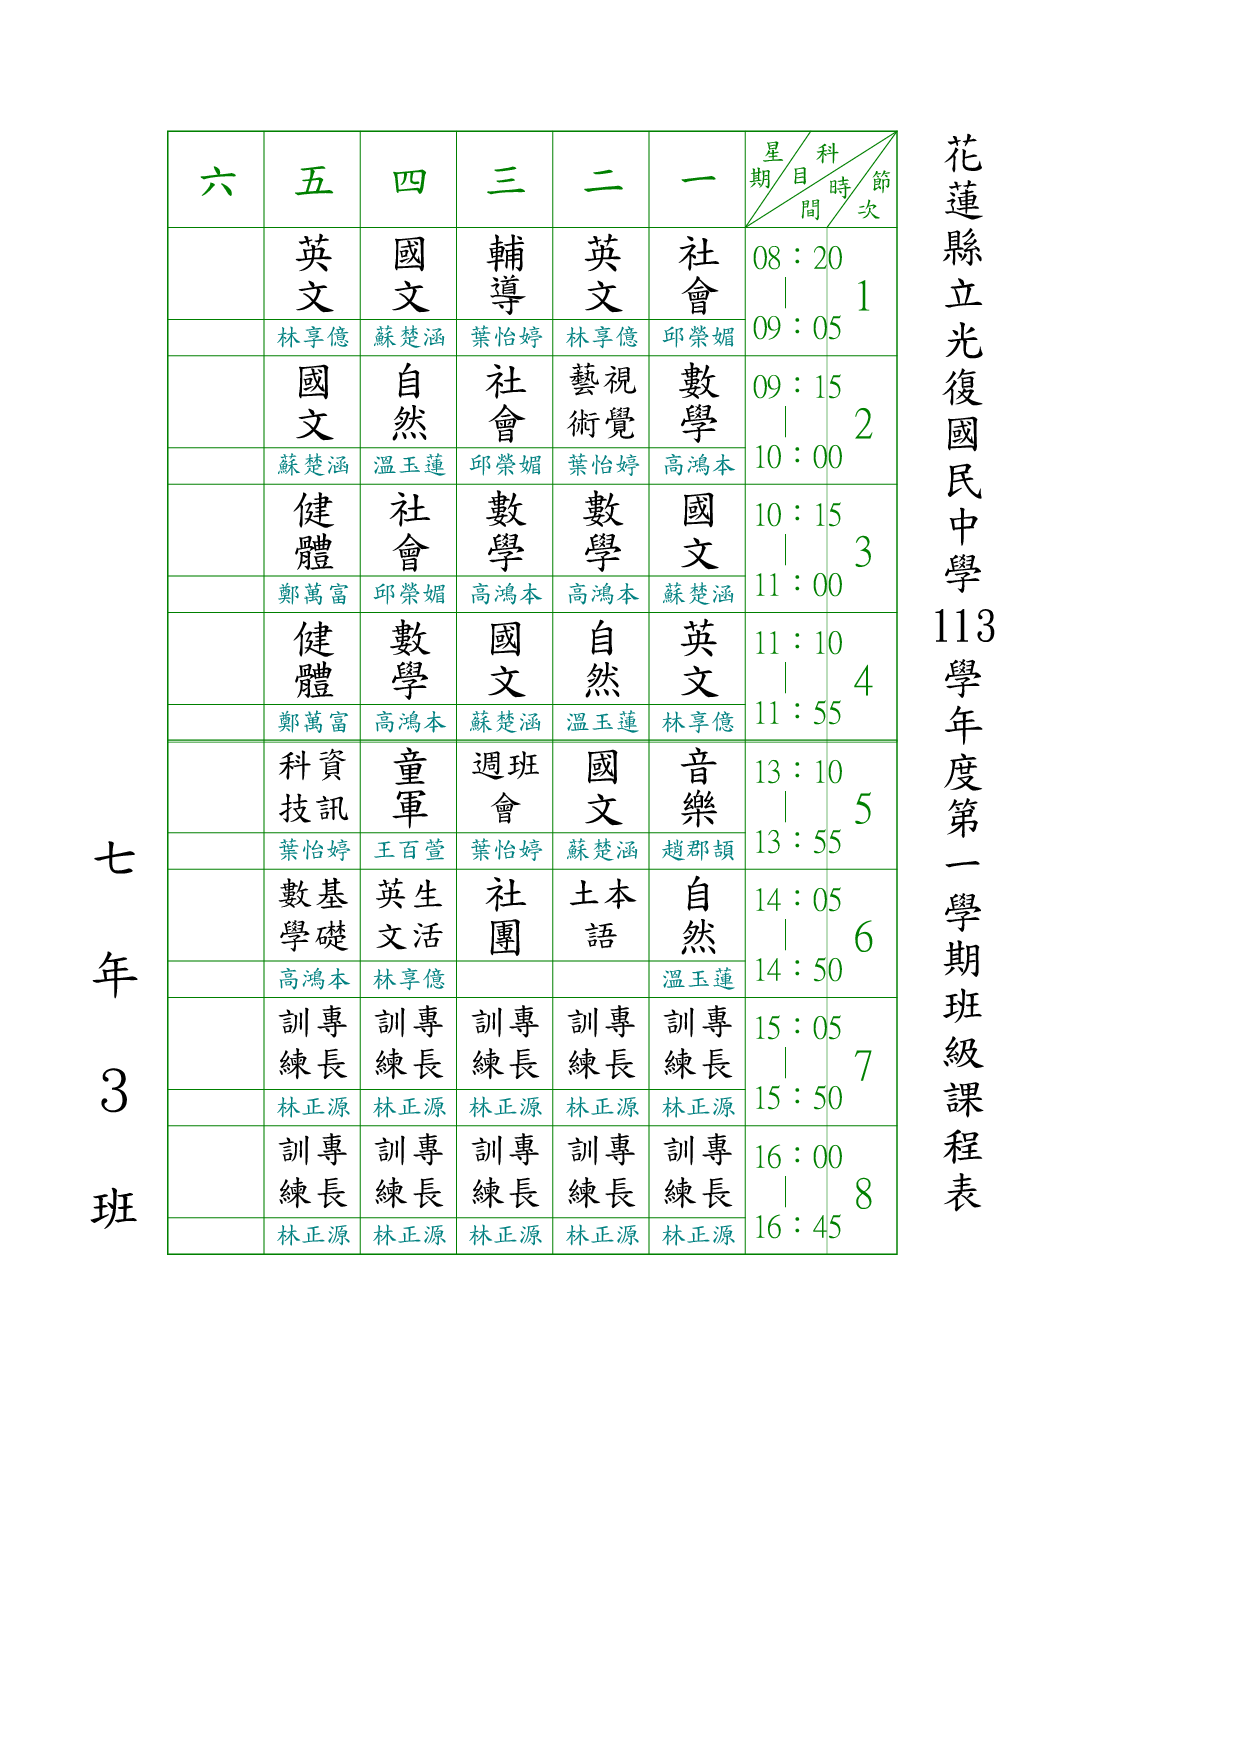 花蓮縣立光復國民中學113學年度第一學期班級課程表
星期 科目 時間 節次
一 二 三 四 五 六
08：20｜09：05 1
社會 英文 輔導 國文 英文
邱榮媚 林享億 葉怡婷 蘇楚涵 林享億
09：15｜10：00 2
數學 視覺藝術 社會 自然 國文
高鴻本 葉怡婷 邱榮媚 溫玉蓮 蘇楚涵
10：15｜11：00 3
國文 數學 數學 社會 健體
蘇楚涵 高鴻本 高鴻本 邱榮媚 鄭萬富
11：10｜11：55 4
英文 自然 國文 數學 健體
林享億 溫玉蓮 蘇楚涵 高鴻本 鄭萬富
13：10｜13：55 5
音樂 國文 班會週 童軍 資訊科技
趙郡頡 蘇楚涵 葉怡婷 王百萱 葉怡婷
14：05｜14：50 6
自然 本土語 社團 生活英文 基礎數學
溫玉蓮 林享億 高鴻本
15：05｜15：50 7
專長訓練 專長訓練 專長訓練 專長訓練 專長訓練
林正源 林正源 林正源 林正源 林正源
16：00｜16：45 8
專長訓練 專長訓練 專長訓練 專長訓練 專長訓練
林正源 林正源 林正源 林正源 林正源
七年3班